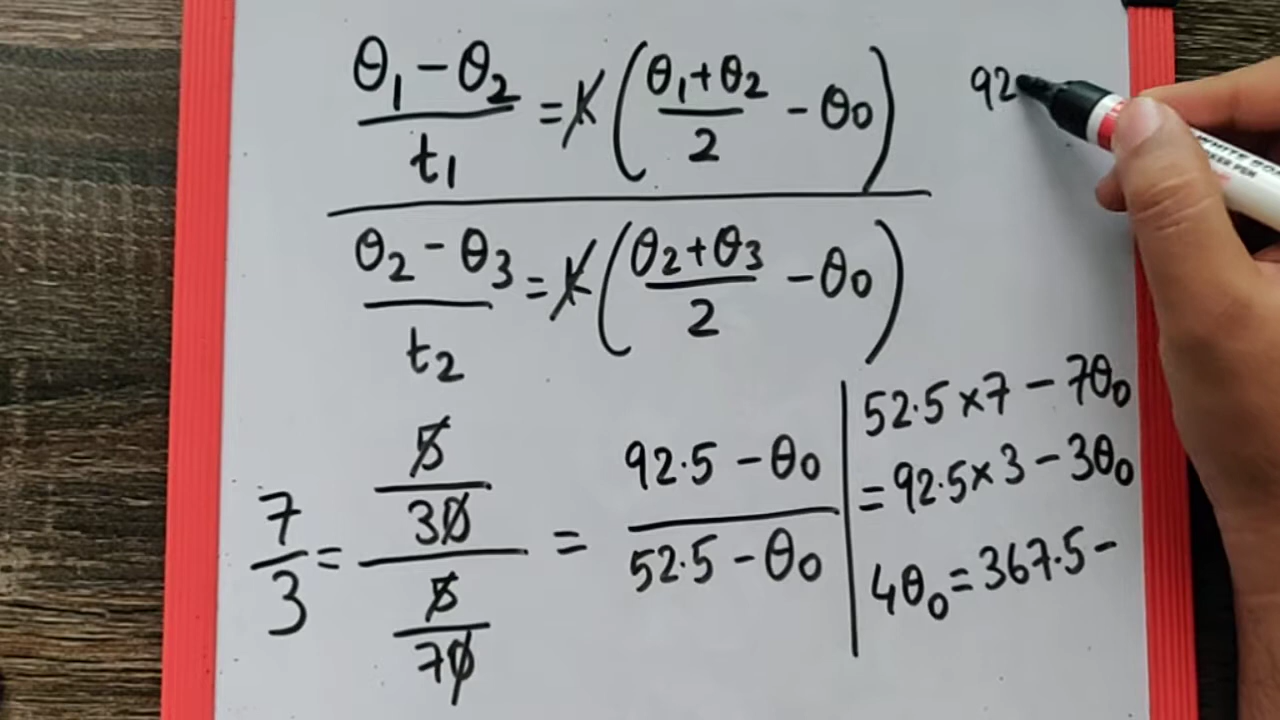 θ₁ - θ₂ / t₁ = K ( θ₁ + θ₂ / 2 - θ₀ )
θ₂ - θ₃ / t₂ = K ( θ₂ + θ₃ / 2 - θ₀ )
92
7/3 = 5/30 / 5/70 = 92.5 - θ₀ / 52.5 - θ₀
52.5 × 7 - 7θ₀
= 92.5 × 3 - 3θ₀
4θ₀ = 367.5 -